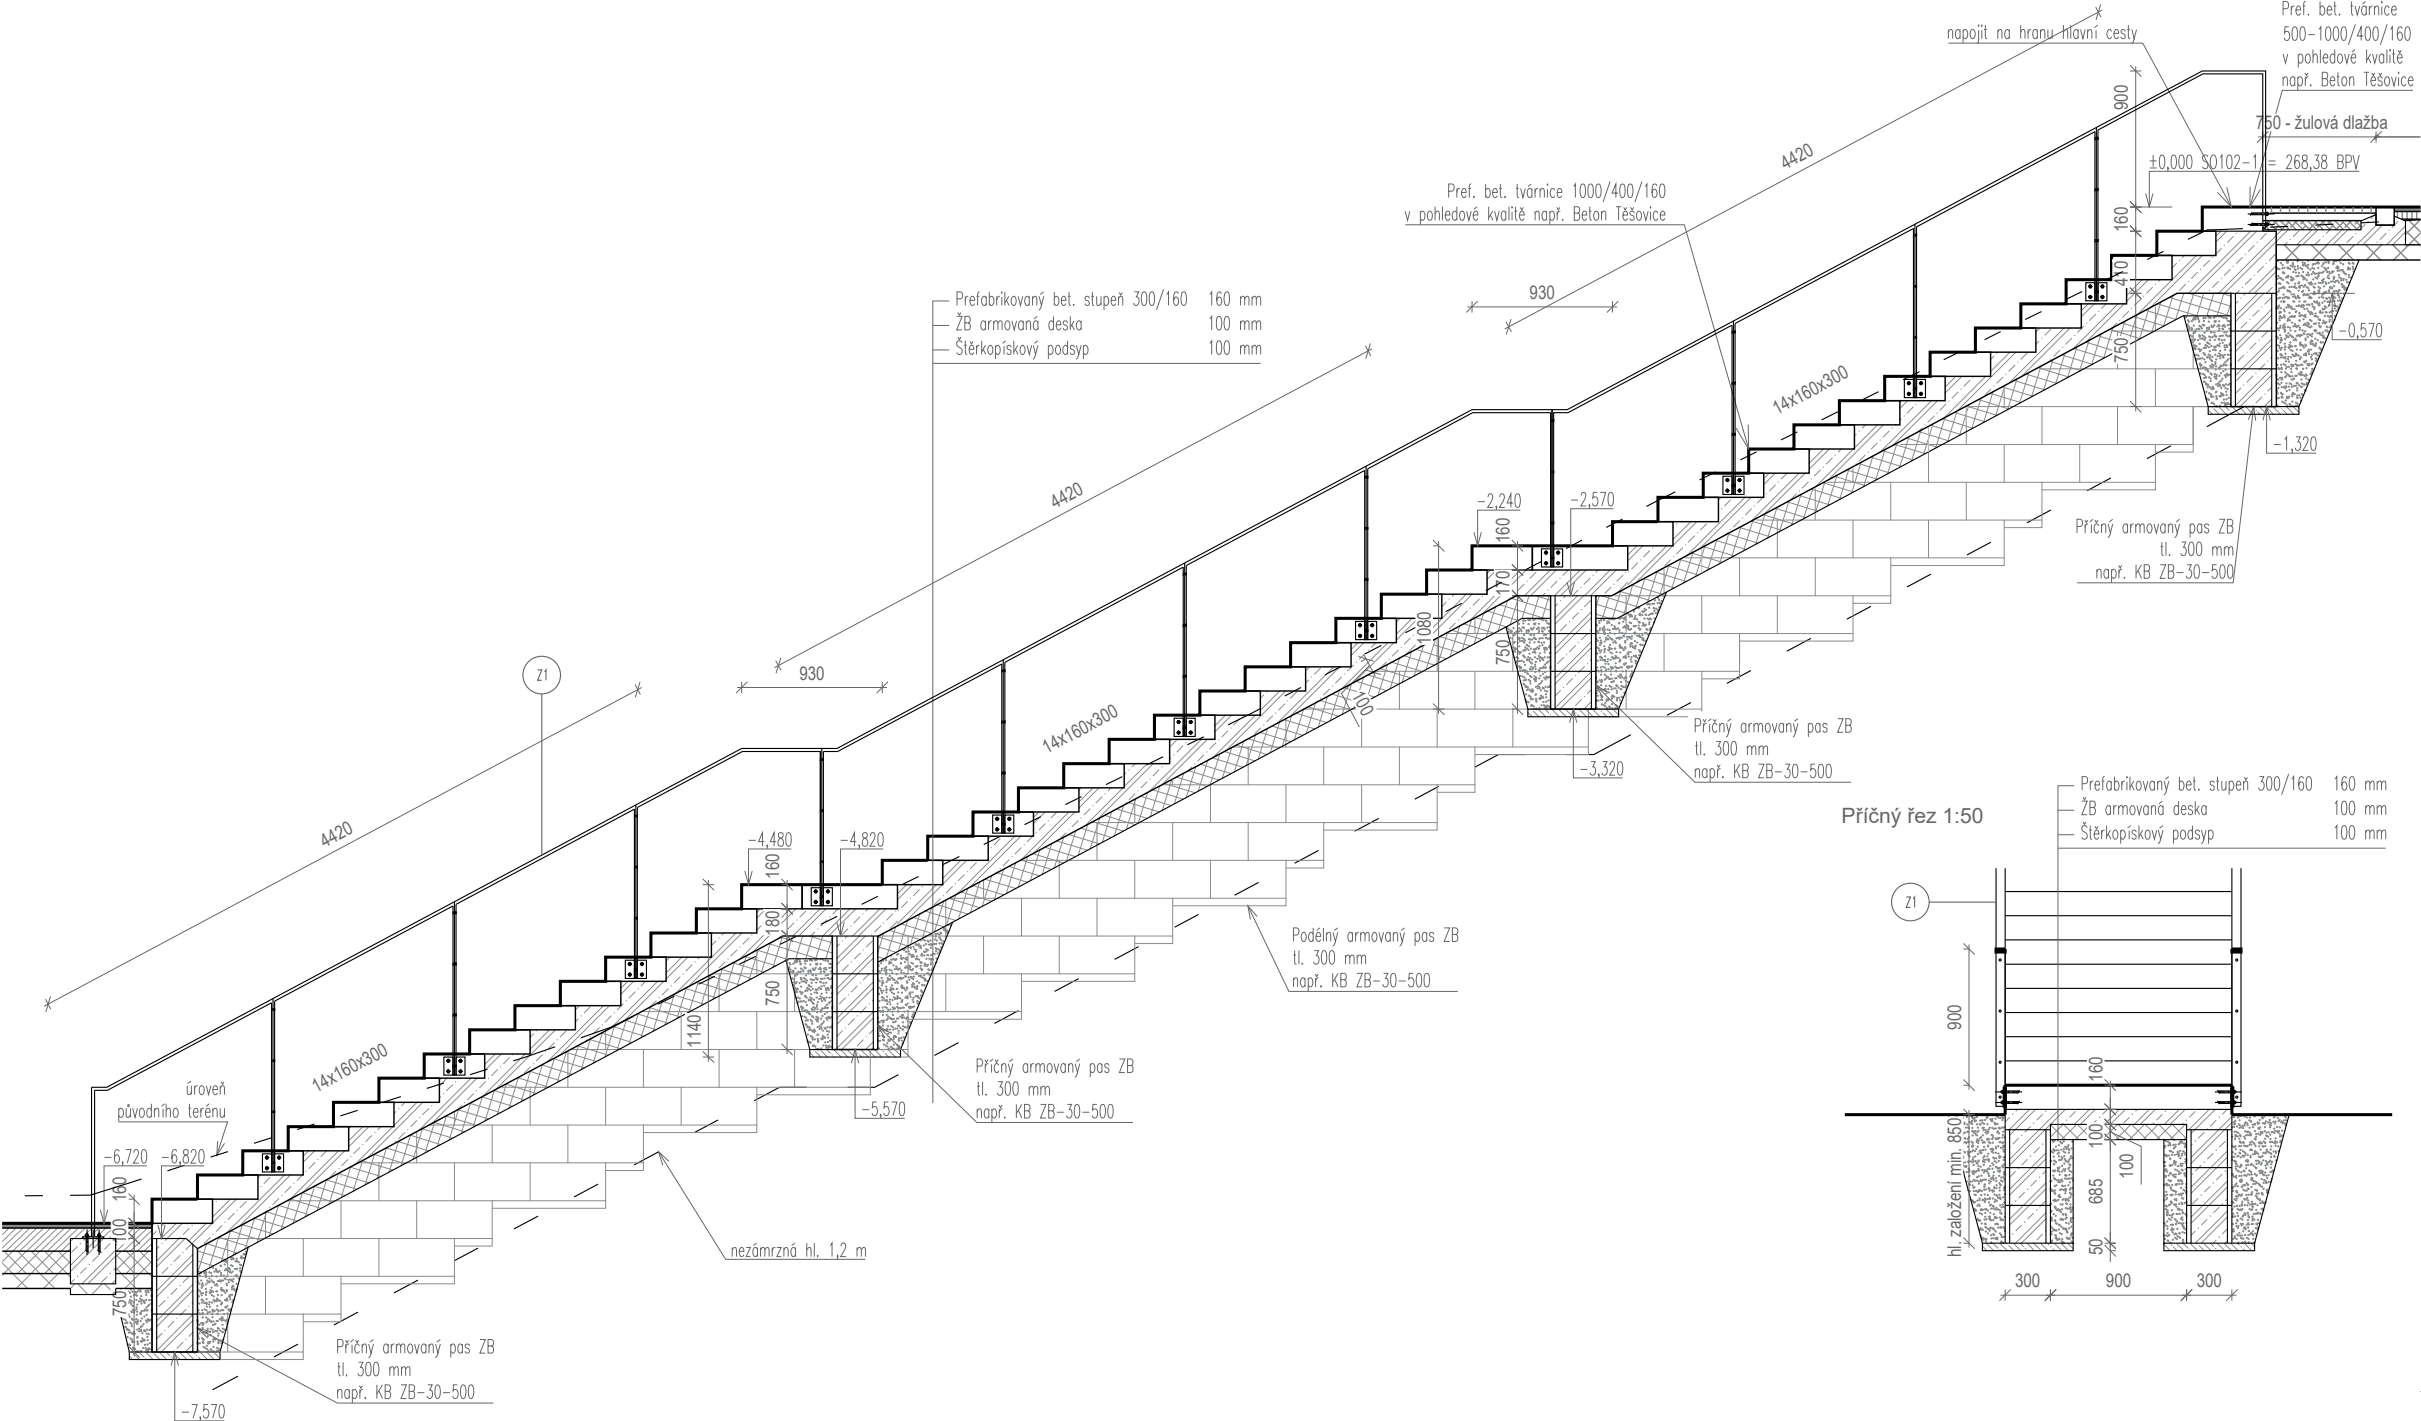 Pref. bet. tvárnice
500-1000/400/160
v pohledové kvalitě
např. Beton Těšovice
napojit na hranu hlavní cesty
900
750 - žulová dlažba
±0,000 SO102-1 = 268,38 BPV
160
410
750
-0,570
-1,320
4420
Pref. bet. tvárnice 1000/400/160
v pohledové kvalitě např. Beton Těšovice
14x160x300
Příčný armovaný pas ZB
tl. 300 mm
např. KB ZB-30-500
930
Prefabrikovaný bet. stupeň 300/160 160 mm
ŽB armovaná deska 100 mm
Štěrkopískový podsyp 100 mm
4420
-2,240
-2,570
160
170
1080
750
100
-3,320
14x160x300
Příčný armovaný pas ZB
tl. 300 mm
např. KB ZB-30-500
Z1
930
4420
-4,480
-4,820
160
180
750
1140
-5,570
14x160x300
Podélný armovaný pas ZB
tl. 300 mm
např. KB ZB-30-500
Příčný armovaný pas ZB
tl. 300 mm
např. KB ZB-30-500
úroveň
původního terénu
-6,720
-6,820
160
100
750
-7,570
nezámrzná hl. 1,2 m
Příčný armovaný pas ZB
tl. 300 mm
např. KB ZB-30-500
Příčný řez 1:50
Prefabrikovaný bet. stupeň 300/160 160 mm
ŽB armovaná deska 100 mm
Štěrkopískový podsyp 100 mm
Z1
900
160
hl. založení min. 850
100
100
685
50
300
900
300